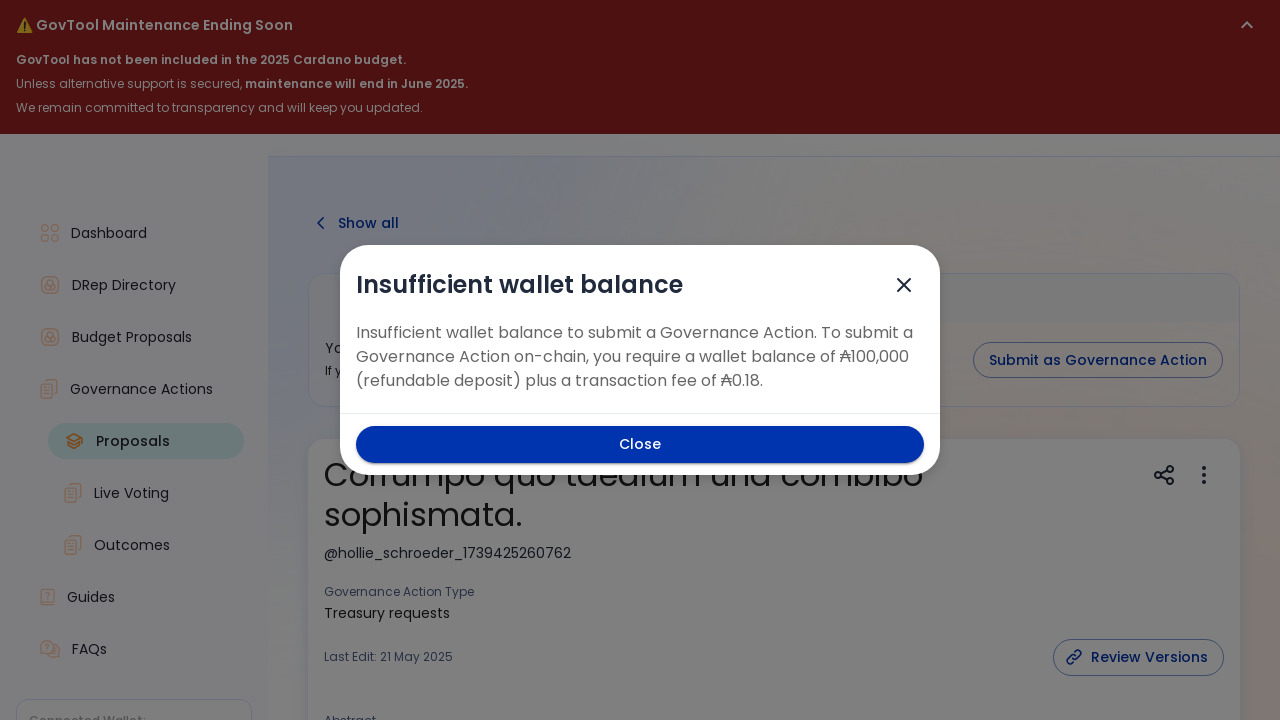 ⚠️ GovTool Maintenance Ending Soon
GovTool has not been included in the 2025 Cardano budget.
Unless alternative support is secured, maintenance will end in June 2025.
We remain committed to transparency and will keep you updated.
Dashboard
DRep Directory
Budget Proposals
Governance Actions
Proposals
Live Voting
Outcomes
Guides
FAQs
Connected Wallet:
Show all
Submit as Governance Action
Insufficient wallet balance
Insufficient wallet balance to submit a Governance Action. To submit a
Governance Action on-chain, you require a wallet balance of ₳100,000
(refundable deposit) plus a transaction fee of ₳0.18.
Close
Corrumpo quo taedium una combibo
sophismata.
@hollie_schroeder_1739425260762
Governance Action Type
Treasury requests
Last Edit: 21 May 2025
Review Versions
Abstract